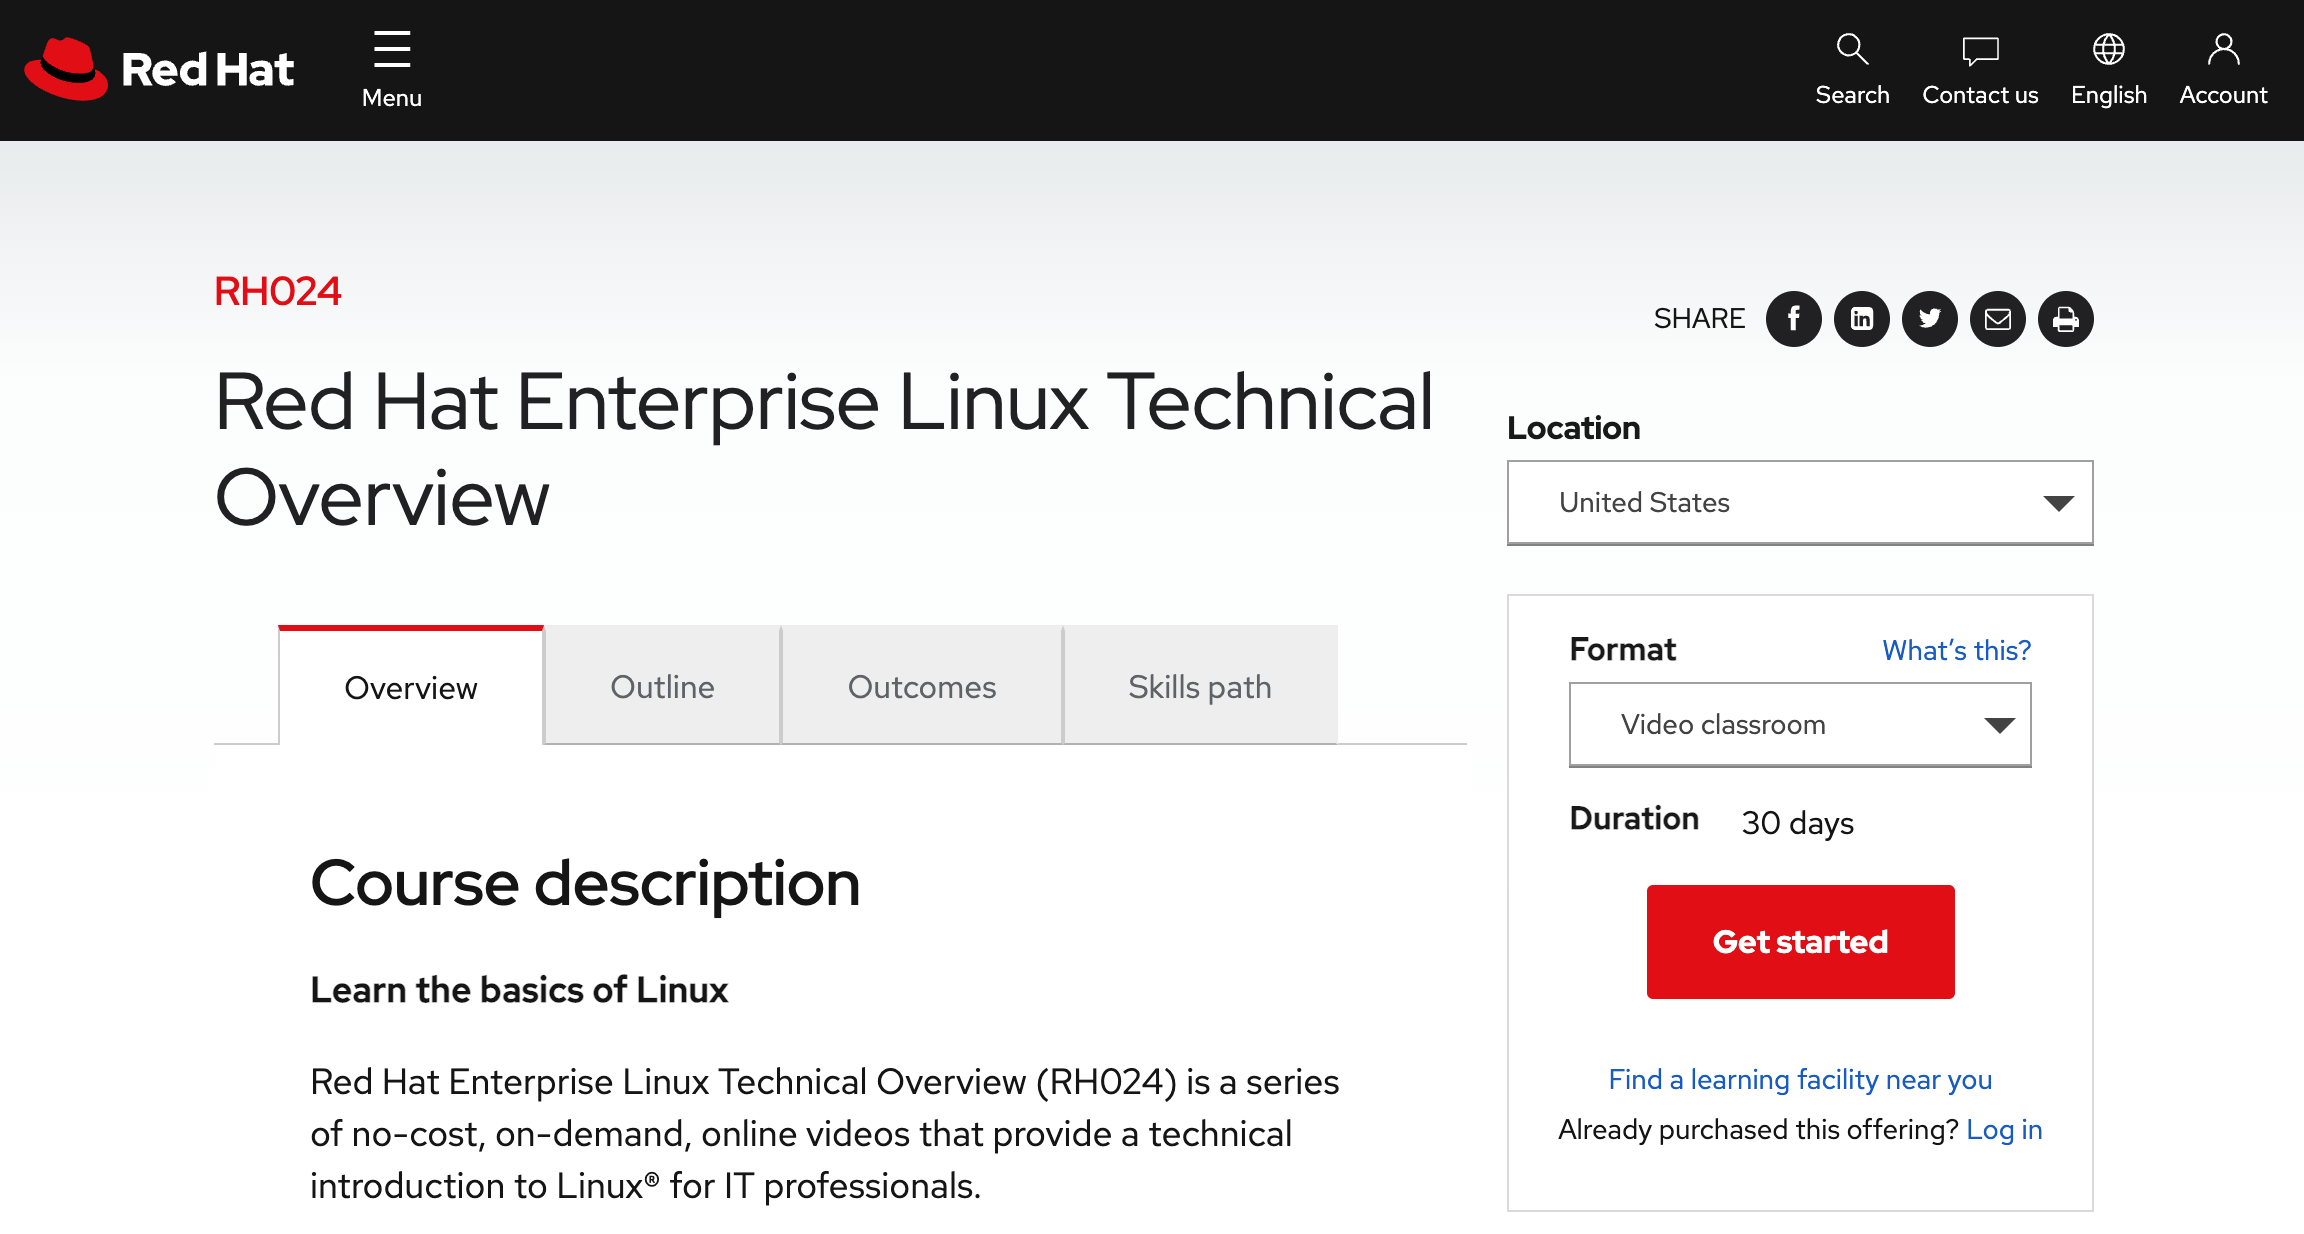 Red Hat
Menu
Search
Contact us
English
Account
RH024
Red Hat Enterprise Linux Technical
Overview
SHARE
Location
United States
Overview
Outline
Outcomes
Skills path
Format
What's this?
Video classroom
Duration
30 days
Get started
Find a learning facility near you
Already purchased this offering? Log in
Course description
Learn the basics of Linux
Red Hat Enterprise Linux Technical Overview (RH024) is a series
of no-cost, on-demand, online videos that provide a technical
introduction to Linux® for IT professionals.